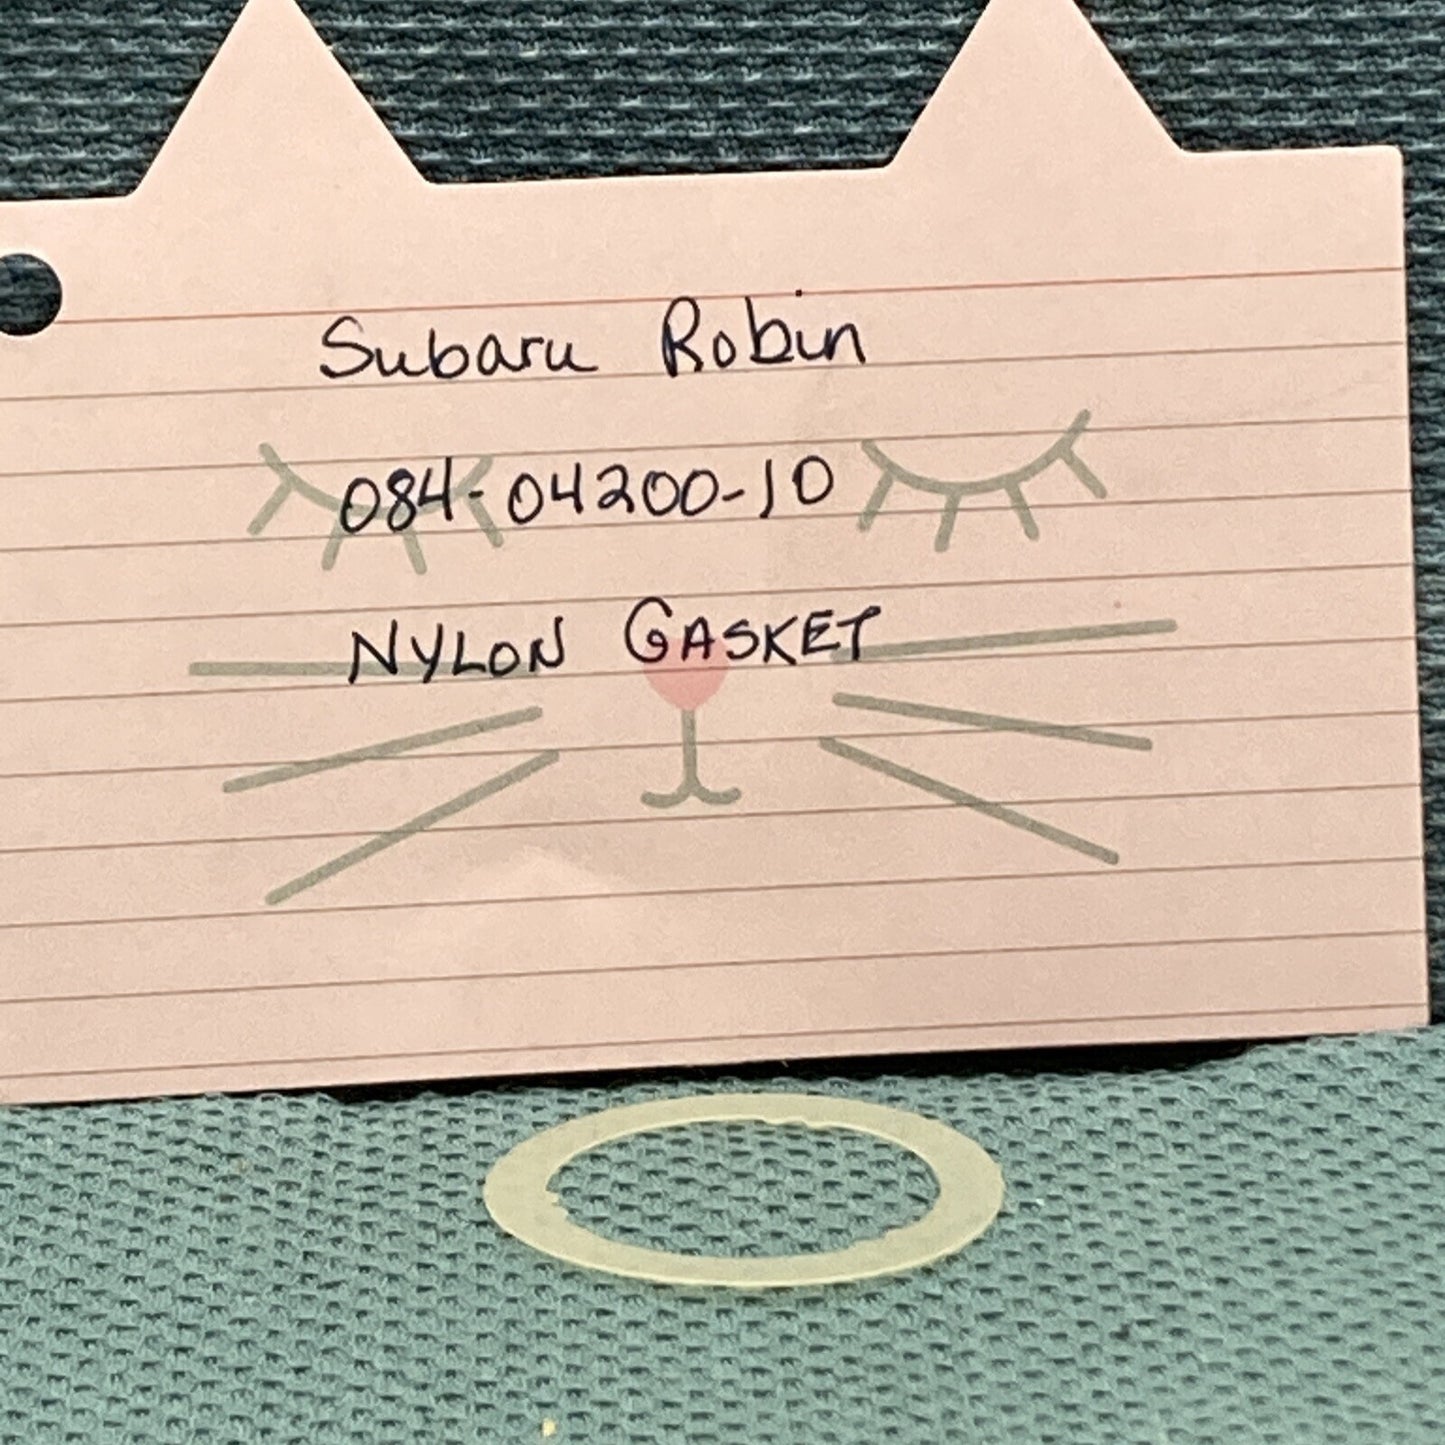 Subaru Robin
084-04200-10
NYLON GASKET